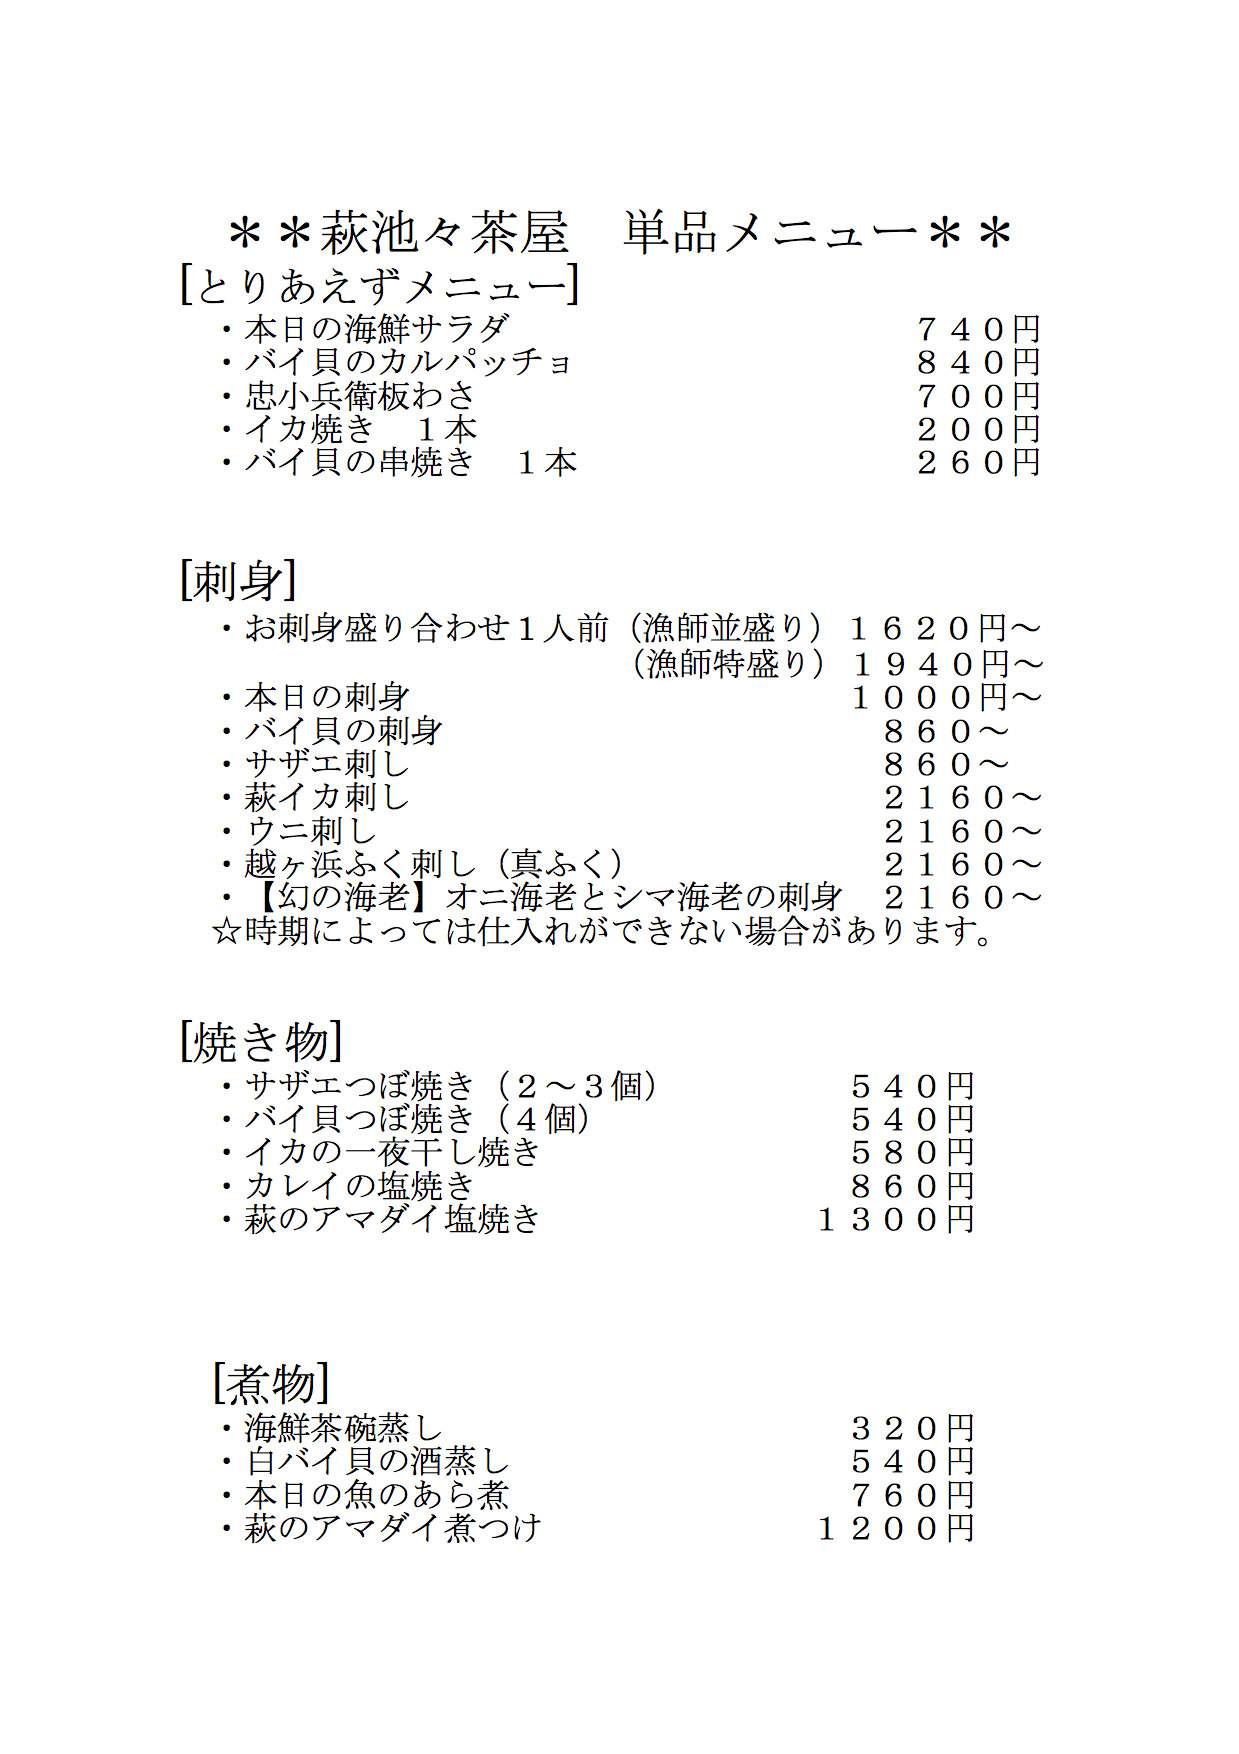 ＊＊萩池々茶屋　単品メニュー＊＊
[とりあえずメニュー]
・本日の海鮮サラダ　７４０円
・バイ貝のカルパッチョ　８４０円
・忠小兵衛板わさ　７００円
・イカ焼き　１本　２００円
・バイ貝の串焼き　１本　２６０円
[刺身]
・お刺身盛り合わせ１人前（漁師並盛り）１６２０円～
（漁師特盛り）１９４０円～
・本日の刺身　１０００円～
・バイ貝の刺身　８６０～
・サザエ刺し　８６０～
・萩イカ刺し　２１６０～
・ウニ刺し　２１６０～
・越ヶ浜ふく刺し（真ふく）　２１６０～
・【幻の海老】オニ海老とシマ海老の刺身　２１６０～
☆時期によっては仕入れができない場合があります。
[焼き物]
・サザエつぼ焼き（２～３個）　５４０円
・バイ貝つぼ焼き（４個）　５４０円
・イカの一夜干し焼き　５８０円
・カレイの塩焼き　８６０円
・萩のアマダイ塩焼き　１３００円
[煮物]
・海鮮茶碗蒸し　３２０円
・白バイ貝の酒蒸し　５４０円
・本日の魚のあら煮　７６０円
・萩のアマダイ煮つけ　１２００円